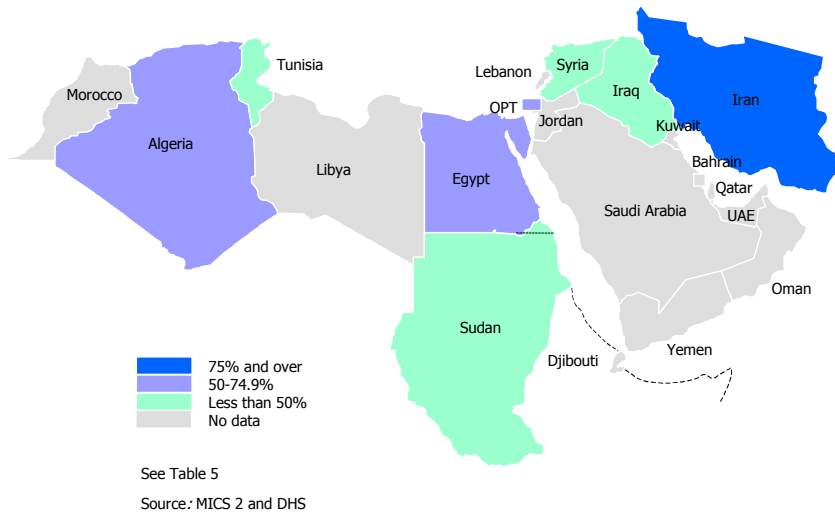 Tunisia
Morocco
Algeria
Libya
Egypt
Sudan
Lebanon
Syria
OPT
Jordan
Iraq
Iran
Kuwait
Bahrain
Qatar
Saudi Arabia
UAE
Oman
Yemen
Djibouti
75% and over
50-74.9%
Less than 50%
No data
See Table 5
Source: MICS 2 and DHS